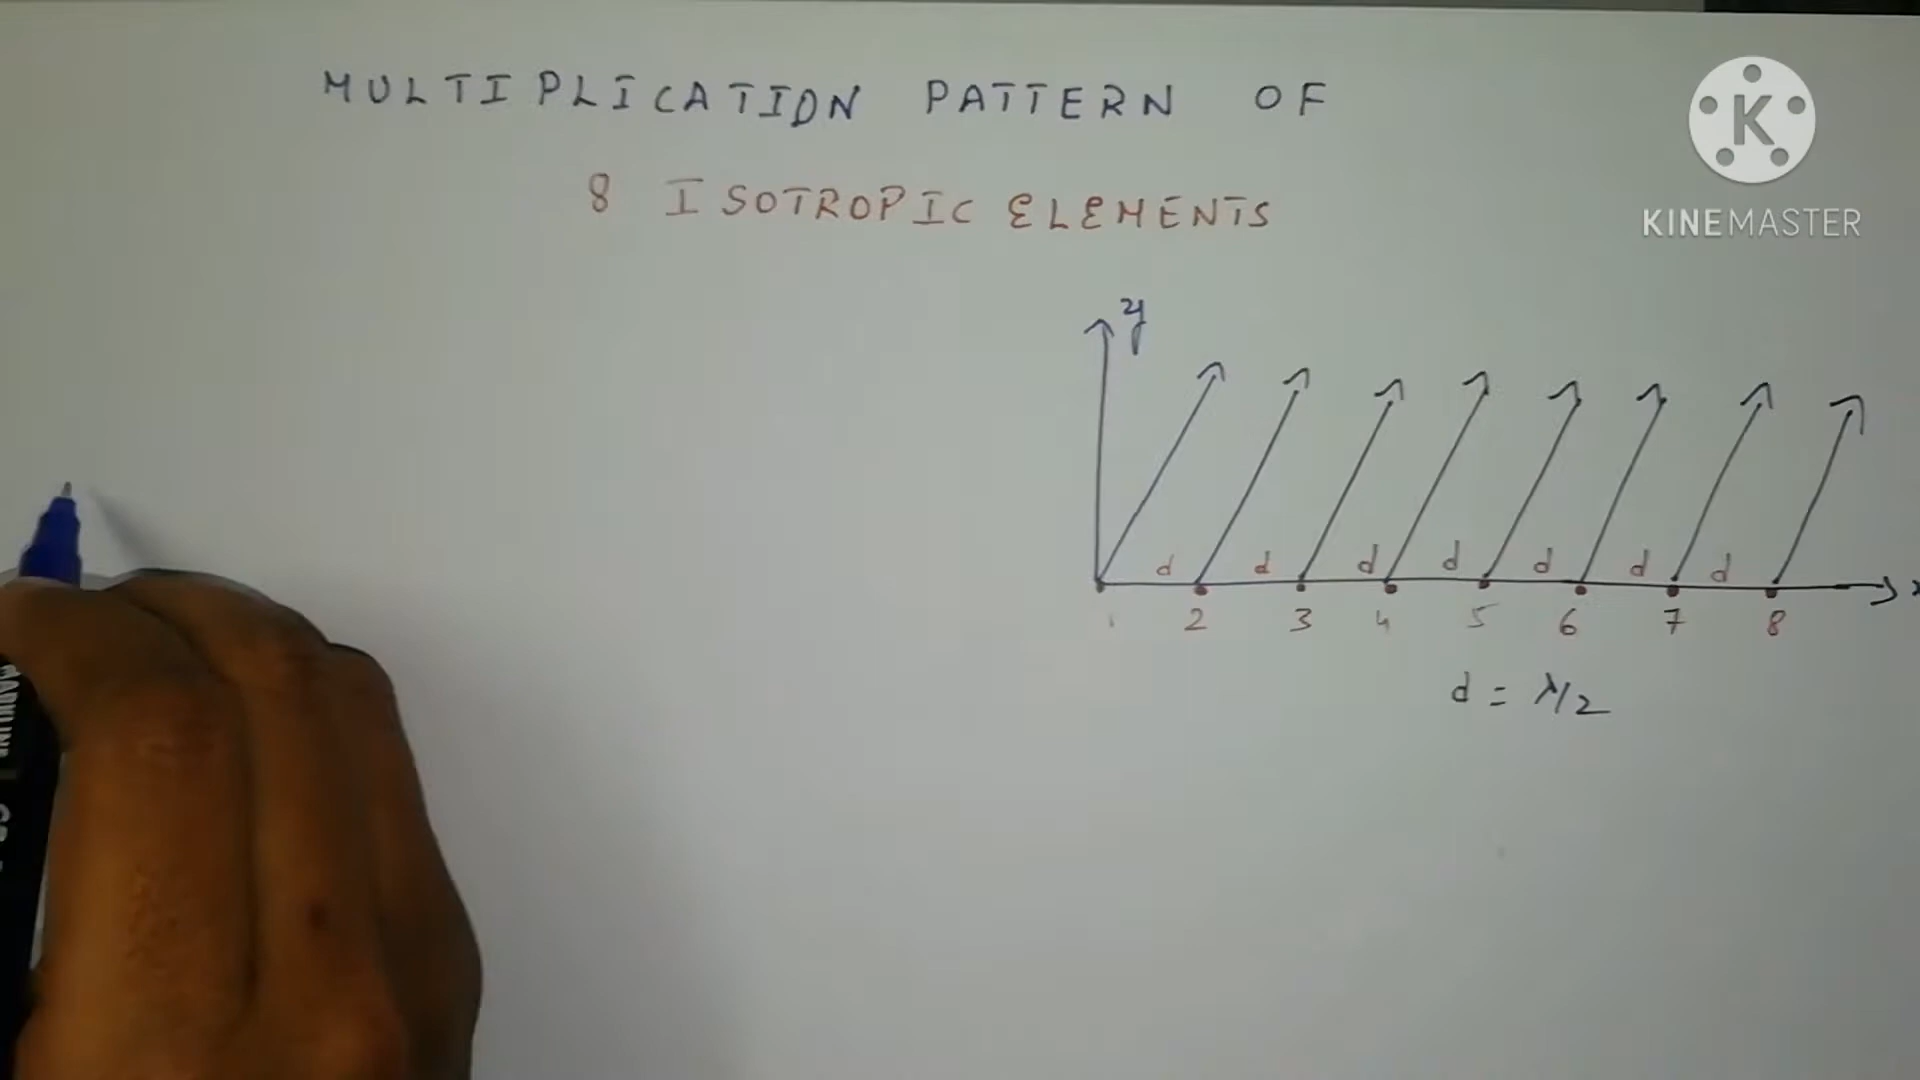 MULTIPLICATION PATTERN OF
8 ISOTROPIC ELEMENTS
K
KINEMASTER
y
d d d d d d d
x
1 2 3 4 5 6 7 8
d = λ/2